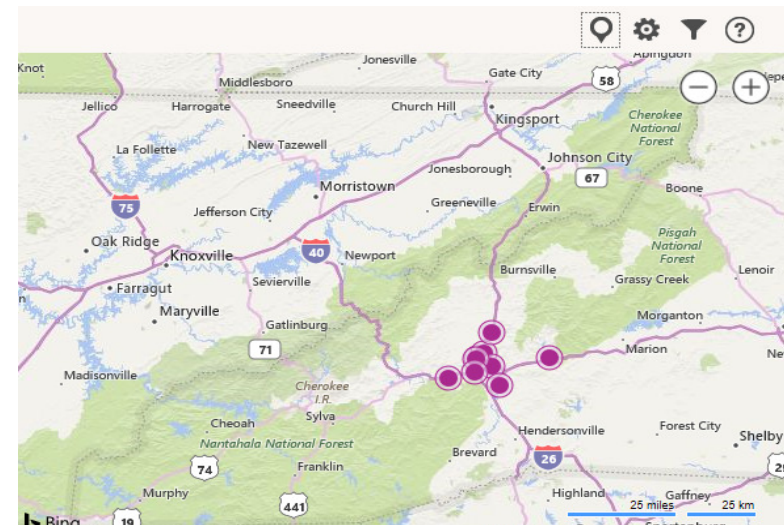 ?
Abingdon
Knot
Jonesville
Middlesboro
Gate City
58
Jellico
Harrogate
Sneedville
Church Hill
Kingsport
Cherokee
National
Forest
La Follette
New Tazewell
Johnson City
Jonesborough
67
Morristown
Boone
75
Jefferson City
Greeneville
Erwin
Pisgah
National
Forest
Oak Ridge
Knoxville
40
Newport
Burnsville
Lenoir
Farragut
Sevierville
Grassy Creek
Maryville
Gatlinburg
Morganton
71
Marion
Madisonville
Cherokee
I.R.
Sylva
Cheoah
Hendersonville
Forest City
Shelby
Nantahala National Forest
Brevard
26
74
Franklin
Murphy
Highland
Gaffney
441
25 miles
25 km
Bing
19